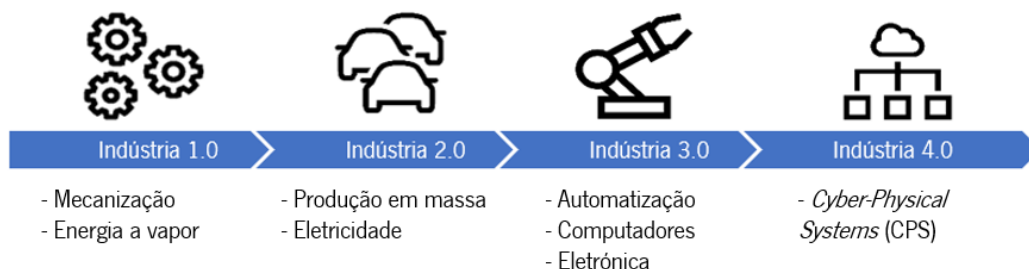 Indústria 1.0
Indústria 2.0
Indústria 3.0
Indústria 4.0
- Mecanização
- Energia a vapor
- Produção em massa
- Eletricidade
- Automatização
- Computadores
- Eletrónica
- Cyber-Physical
Systems (CPS)